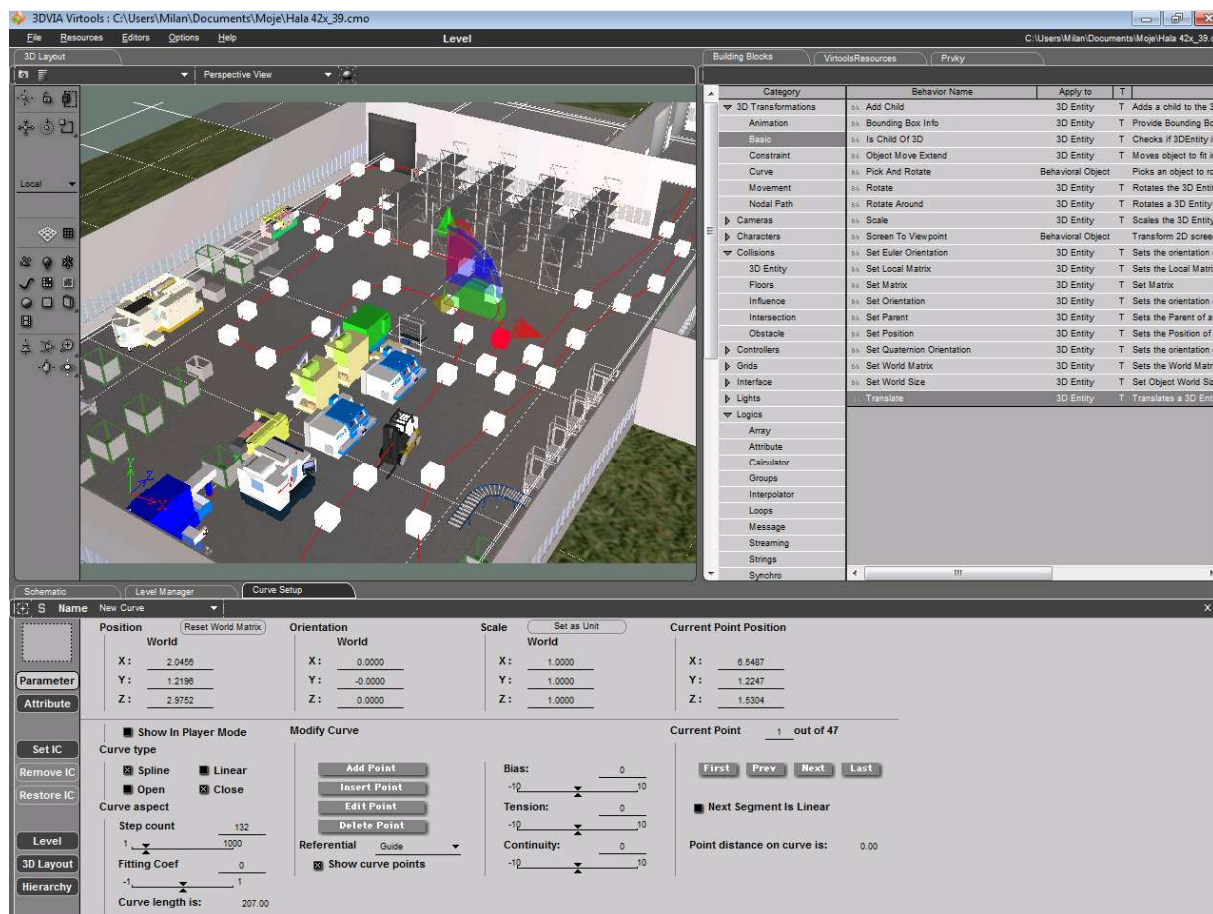 3DVIA Virtools : C:\Users\Milan\Documents\Moje\Hala 42x_39.cmo
File Resources Editors Options Help Level C:\Users\Milan\Documents\Moje\Hala 42x_39.c
3D Layout
Perspective View
Local
Building Blocks VirtoolsResources Prvky
Category Behavior Name Apply to T
3D Transformations Add Child 3D Entity T Adds a child to the 3
Animation Bounding Box Info 3D Entity T Provide Bounding Bo
Basic Is Child Of 3D 3D Entity T Checks if 3DEntity i
Constraint Object Move Extend 3D Entity T Moves object to fit in
Curve Pick And Rotate Behavioral Object Picks an object to ro
Movement Rotate 3D Entity T Rotates the 3D Entit
Nodal Path Rotate Around 3D Entity T Rotates a 3D Entity
Cameras Scale 3D Entity T Scales the 3D Entity
Characters Screen To Viewpoint Behavioral Object Transform 2D scree
Collisions Set Euler Orientation 3D Entity T Sets the orientation
3D Entity Set Local Matrix 3D Entity T Sets the Local Matrix
Floors Set Matrix 3D Entity T Set Matrix
Influence Set Orientation 3D Entity T Sets the orientation
Intersection Set Parent 3D Entity T Sets the Parent of a
Obstacle Set Position 3D Entity T Sets the Position of
Controllers Set Quaternion Orientation 3D Entity T Sets the orientation
Grids Set World Matrix 3D Entity T Sets the World Matr
Interface Set World Size 3D Entity T Set Object World Siz
Lights Translate 3D Entity T Translates a 3D Enti
Logics
Array
Attribute
Calculator
Groups
Interpolator
Loops
Message
Streaming
Strings
Synchro
Y Z X
Schematic Level Manager Curve Setup
S Name New Curve X
Position Reset World Matrix Orientation Scale Set as Unit Current Point Position
World World World
X : 2.0456 X : 0.0000 X : 1.0000 X : 6.5487
Y : 1.2196 Y : -0.0000 Y : 1.0000 Y : 1.2247
Z : 2.9752 Z : 0.0000 Z : 1.0000 Z : 1.5304
Parameter
Attribute
Set IC
Remove IC
Restore IC
Level
3D Layout
Hierarchy
Show In Player Mode Modify Curve Current Point 1 out of 47
Curve type
Spline Linear Add Point Bias: 0 First Prev Next Last
Open Close Insert Point -10 10
Curve aspect Edit Point Tension: 0 Next Segment Is Linear
Step count 132 Delete Point -10 10
1 1000 Referential Guide Continuity: 0 Point distance on curve is: 0.00
Fitting Coef 0 Show curve points -10 10
-1 1
Curve length is: 207.00